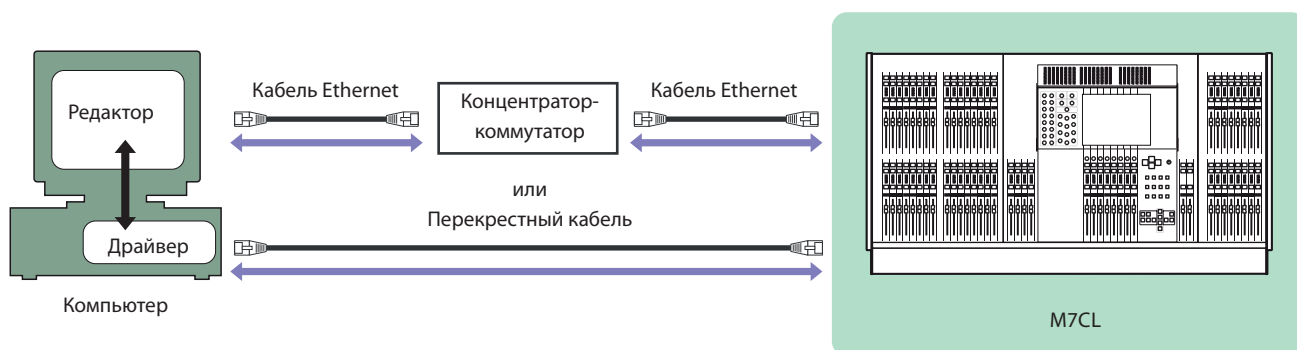 Редактор
Драйвер
Компьютер
Кабель Ethernet
Концентратор-
коммутатор
Кабель Ethernet
или
Перекрестный кабель
M7CL